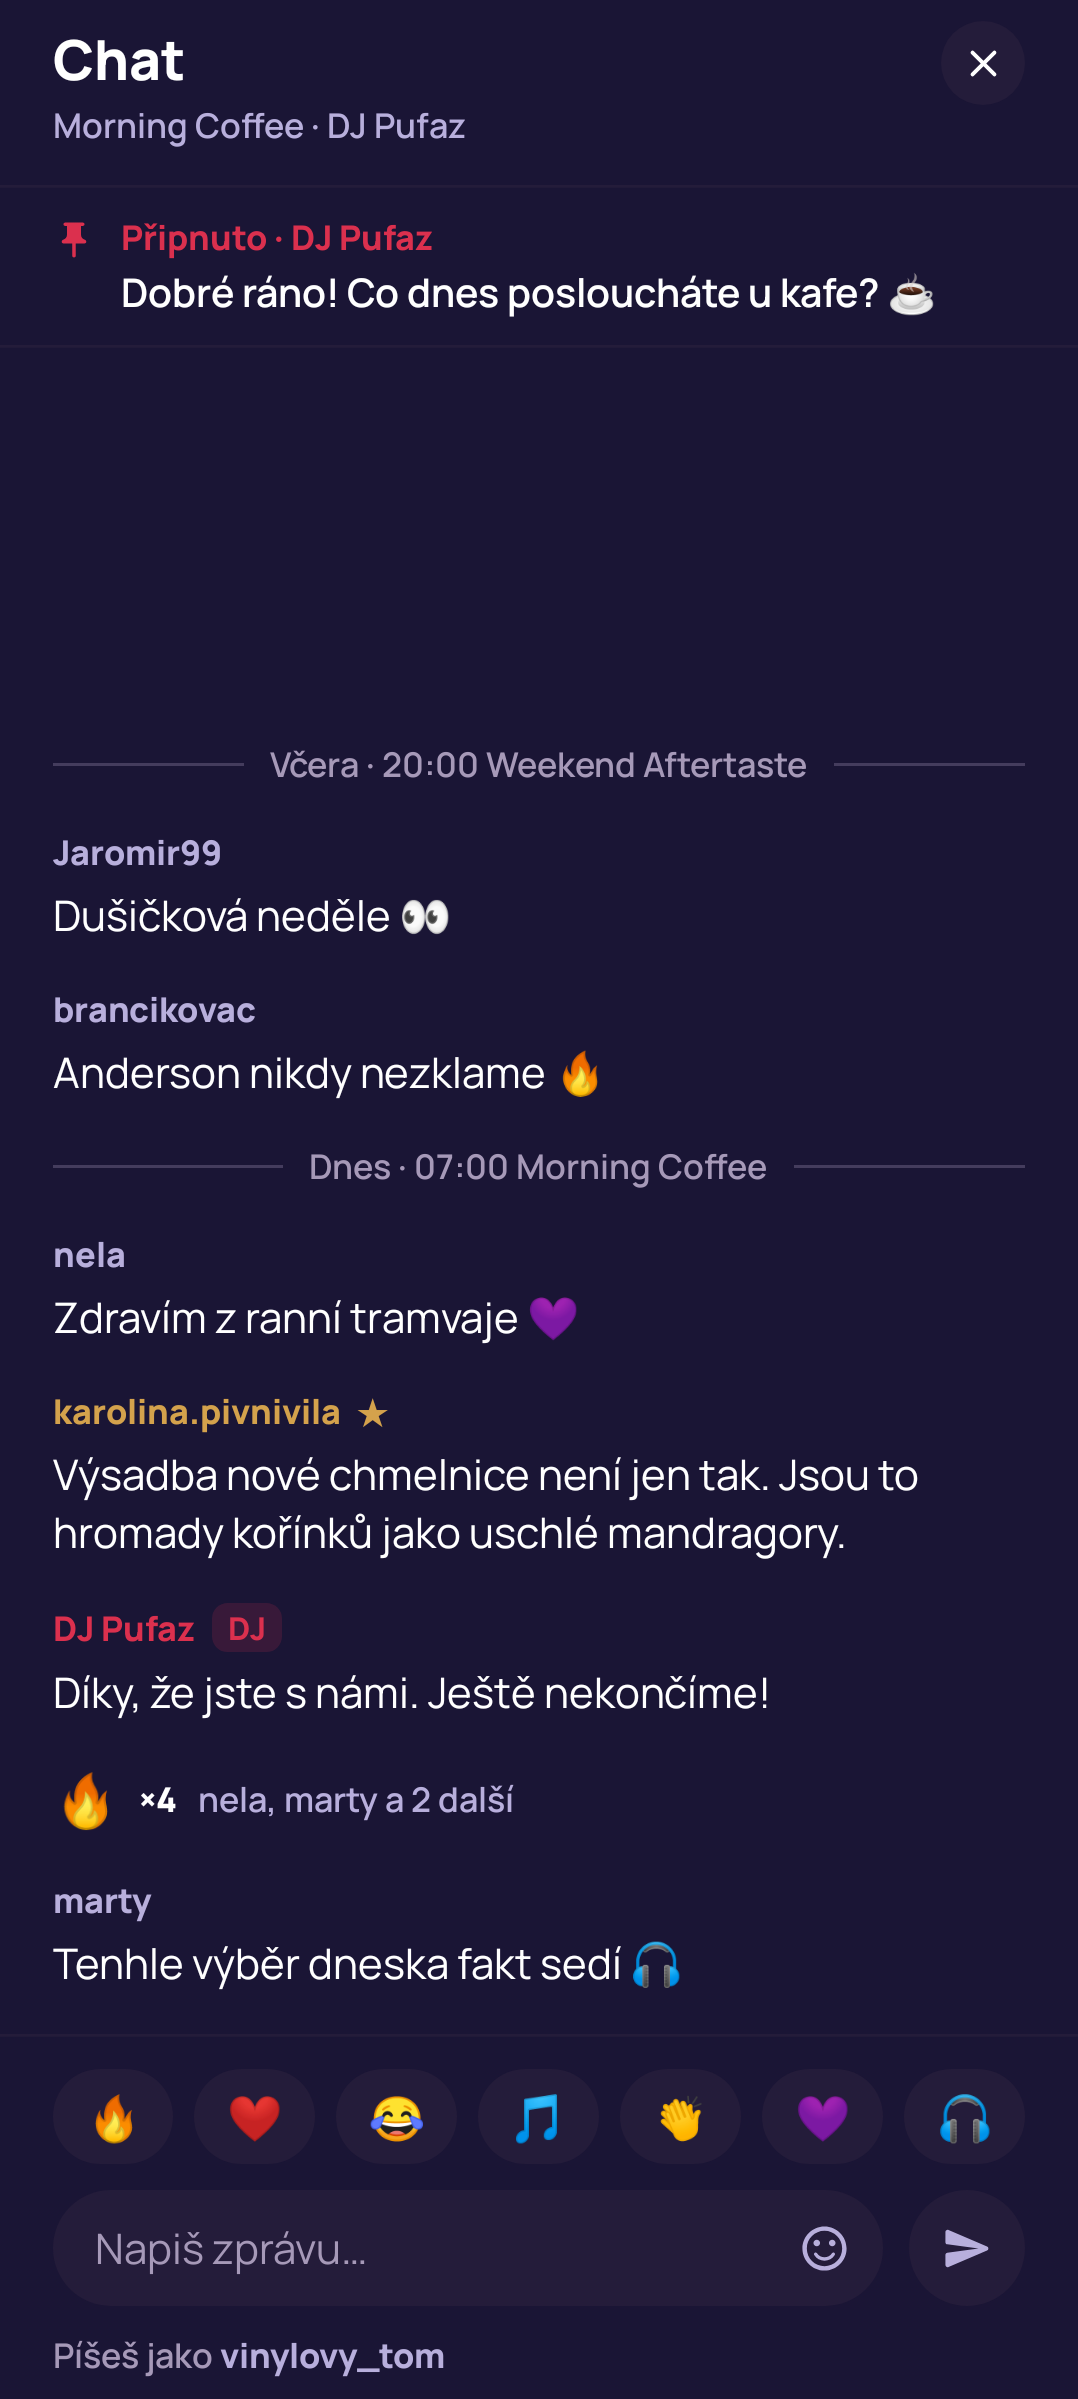 Chat
Morning Coffee · DJ Pufaz
Připnuto · DJ Pufaz
Dobré ráno! Co dnes posloucháte u kafe? ☕
Včera · 20:00 Weekend Aftertaste
Jaromir99
Dušičková neděle 👀
brancikovac
Anderson nikdy nezklame 🔥
Dnes · 07:00 Morning Coffee
nela
Zdravím z ranní tramvaje 💜
karolina.pivnivila ★
Výsadba nové chmelnice není jen tak. Jsou to
hromady kořínků jako uschlé mandragory.
DJ Pufaz DJ
Díky, že jste s námi. Ještě nekončíme!
🔥 ×4 nela, marty a 2 další
marty
Tenhle výběr dneska fakt sedí 🎧
🔥 ❤️ 😂 🎵 👏 💜 🎧
Napiš zprávu...
Píšeš jako vinylovy_tom